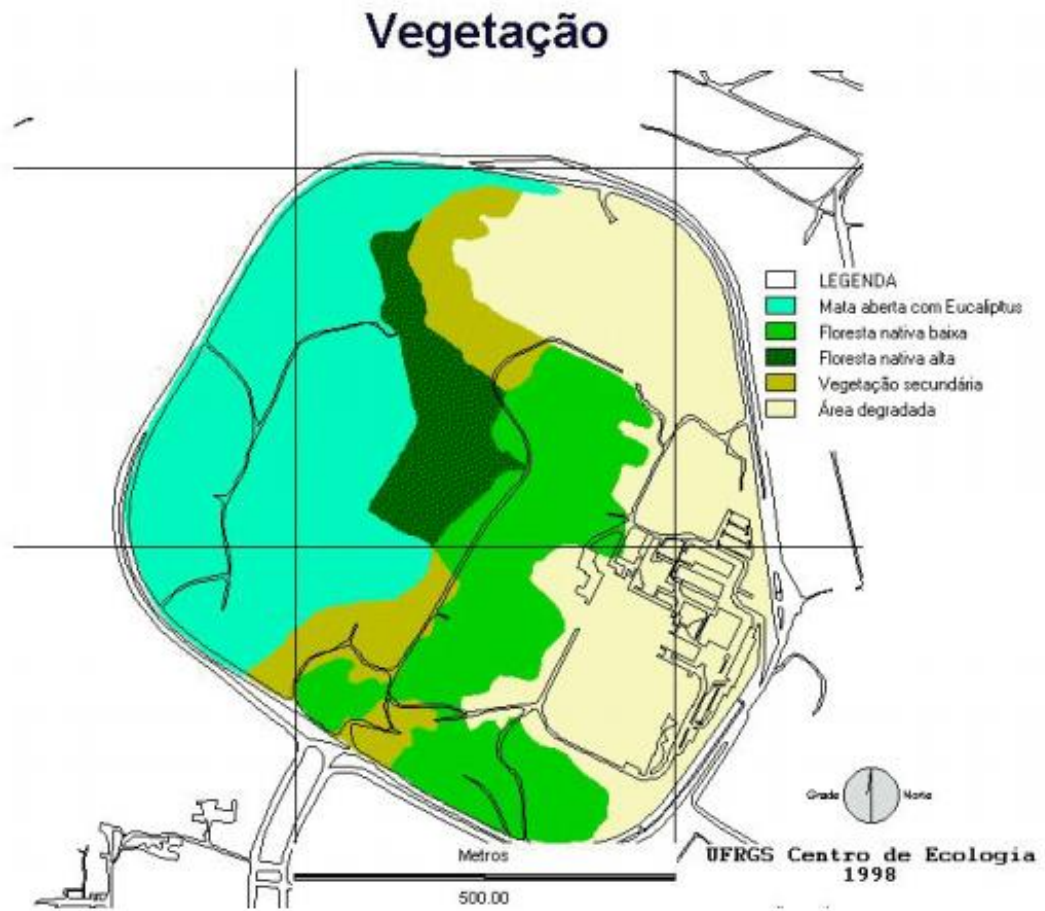 Vegetação
LEGENDA
Mata aberta com Eucaliptus
Floresta nativa baixa
Floresta nativa alta
Vegetação secundária
Área degradada
Grade Norte
Metros
500.00
UFRGS Centro de Ecologia
1998